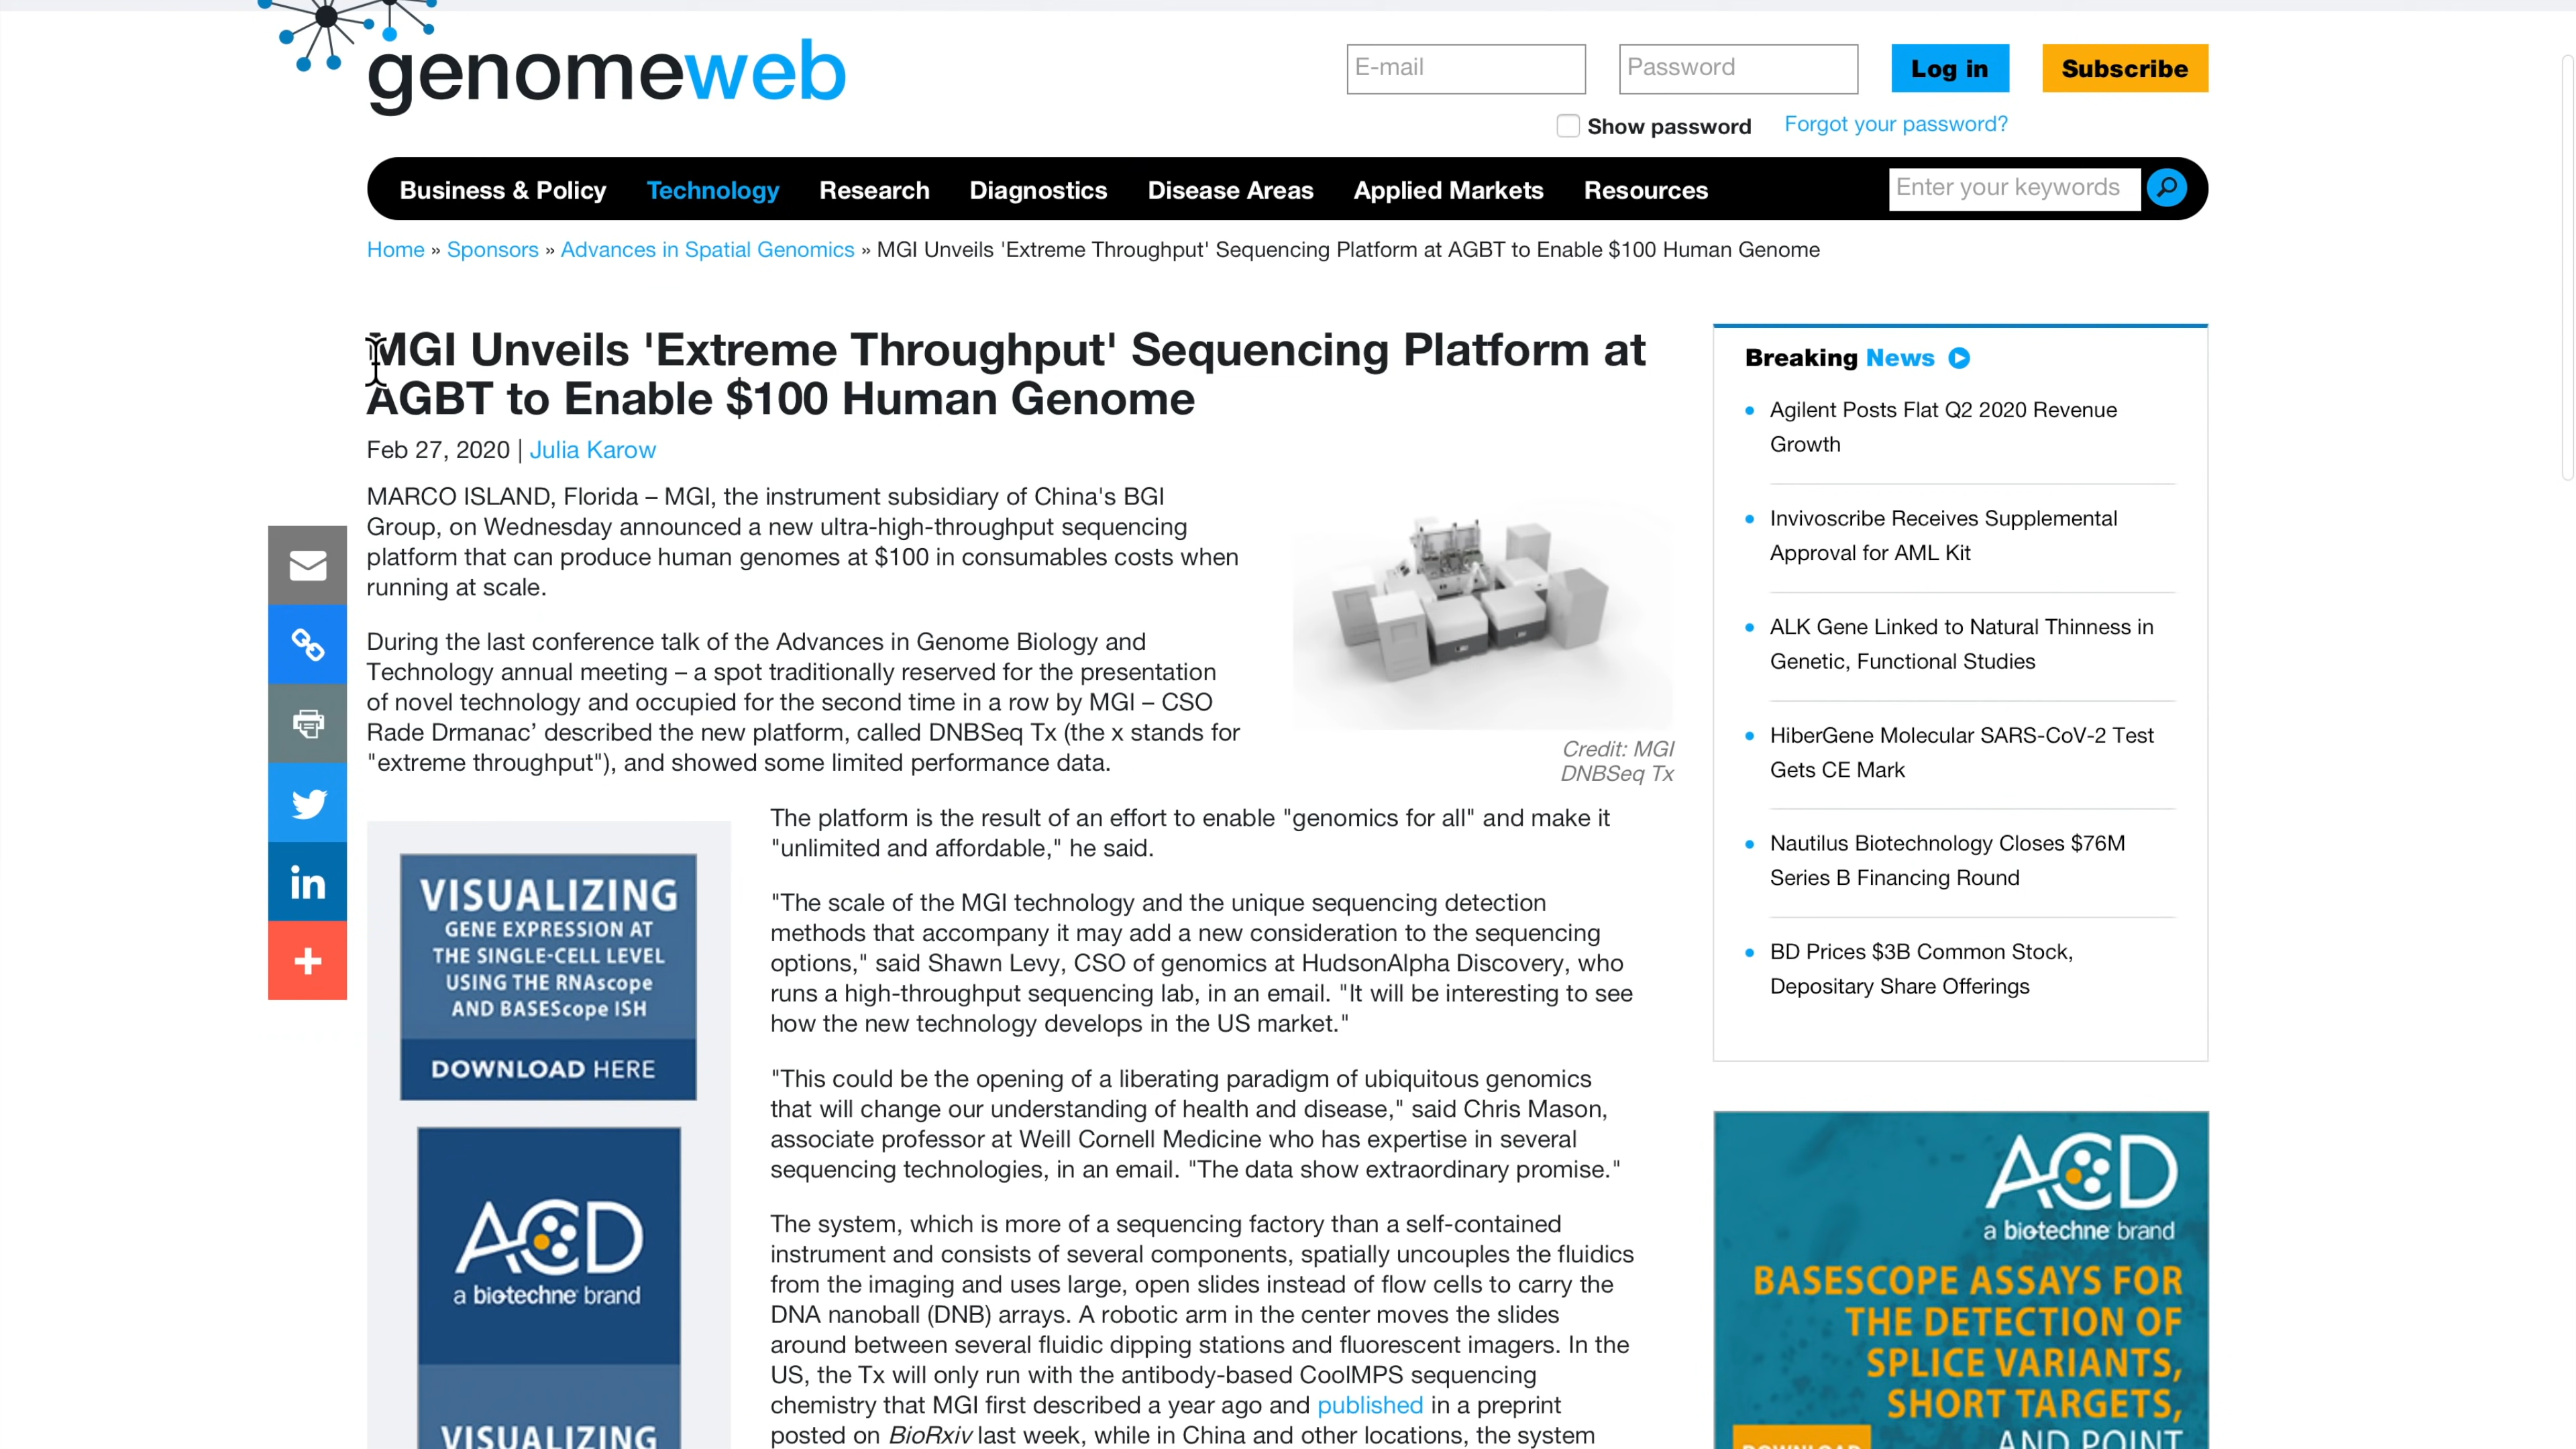 genomeweb
E-mail
Password
Log in
Subscribe
Show password
Forgot your password?
Business & Policy
Technology
Research
Diagnostics
Disease Areas
Applied Markets
Resources
Enter your keywords
Home » Sponsors » Advances in Spatial Genomics » MGI Unveils 'Extreme Throughput' Sequencing Platform at AGBT to Enable $100 Human Genome
MGI Unveils 'Extreme Throughput' Sequencing Platform at
AGBT to Enable $100 Human Genome
Feb 27, 2020 | Julia Karow
MARCO ISLAND, Florida – MGI, the instrument subsidiary of China's BGI
Group, on Wednesday announced a new ultra-high-throughput sequencing
platform that can produce human genomes at $100 in consumables costs when
running at scale.
During the last conference talk of the Advances in Genome Biology and
Technology annual meeting – a spot traditionally reserved for the presentation
of novel technology and occupied for the second time in a row by MGI – CSO
Rade Drmanac’ described the new platform, called DNBSeq Tx (the x stands for
"extreme throughput"), and showed some limited performance data.
Credit: MGI
DNBSeq Tx
The platform is the result of an effort to enable "genomics for all" and make it
"unlimited and affordable," he said.
"The scale of the MGI technology and the unique sequencing detection
methods that accompany it may add a new consideration to the sequencing
options," said Shawn Levy, CSO of genomics at HudsonAlpha Discovery, who
runs a high-throughput sequencing lab, in an email. "It will be interesting to see
how the new technology develops in the US market."
"This could be the opening of a liberating paradigm of ubiquitous genomics
that will change our understanding of health and disease," said Chris Mason,
associate professor at Weill Cornell Medicine who has expertise in several
sequencing technologies, in an email. "The data show extraordinary promise."
The system, which is more of a sequencing factory than a self-contained
instrument and consists of several components, spatially uncouples the fluidics
from the imaging and uses large, open slides instead of flow cells to carry the
DNA nanoball (DNB) arrays. A robotic arm in the center moves the slides
around between several fluidic dipping stations and fluorescent imagers. In the
US, the Tx will only run with the antibody-based CoolMPS sequencing
chemistry that MGI first described a year ago and published in a preprint
posted on BioRxiv last week, while in China and other locations, the system
in
VISUALIZING
GENE EXPRESSION AT
THE SINGLE-CELL LEVEL
USING THE RNAscope
AND BASEScope ISH
DOWNLOAD HERE
ACD
a biotechne brand
VISUALIZING
Breaking News
Agilent Posts Flat Q2 2020 Revenue
Growth
Invivoscribe Receives Supplemental
Approval for AML Kit
ALK Gene Linked to Natural Thinness in
Genetic, Functional Studies
HiberGene Molecular SARS-CoV-2 Test
Gets CE Mark
Nautilus Biotechnology Closes $76M
Series B Financing Round
BD Prices $3B Common Stock,
Depositary Share Offerings
ACD
a biotechne brand
BASESCOPE ASSAYS FOR
THE DETECTION OF
SPLICE VARIANTS,
SHORT TARGETS,
AND POINT